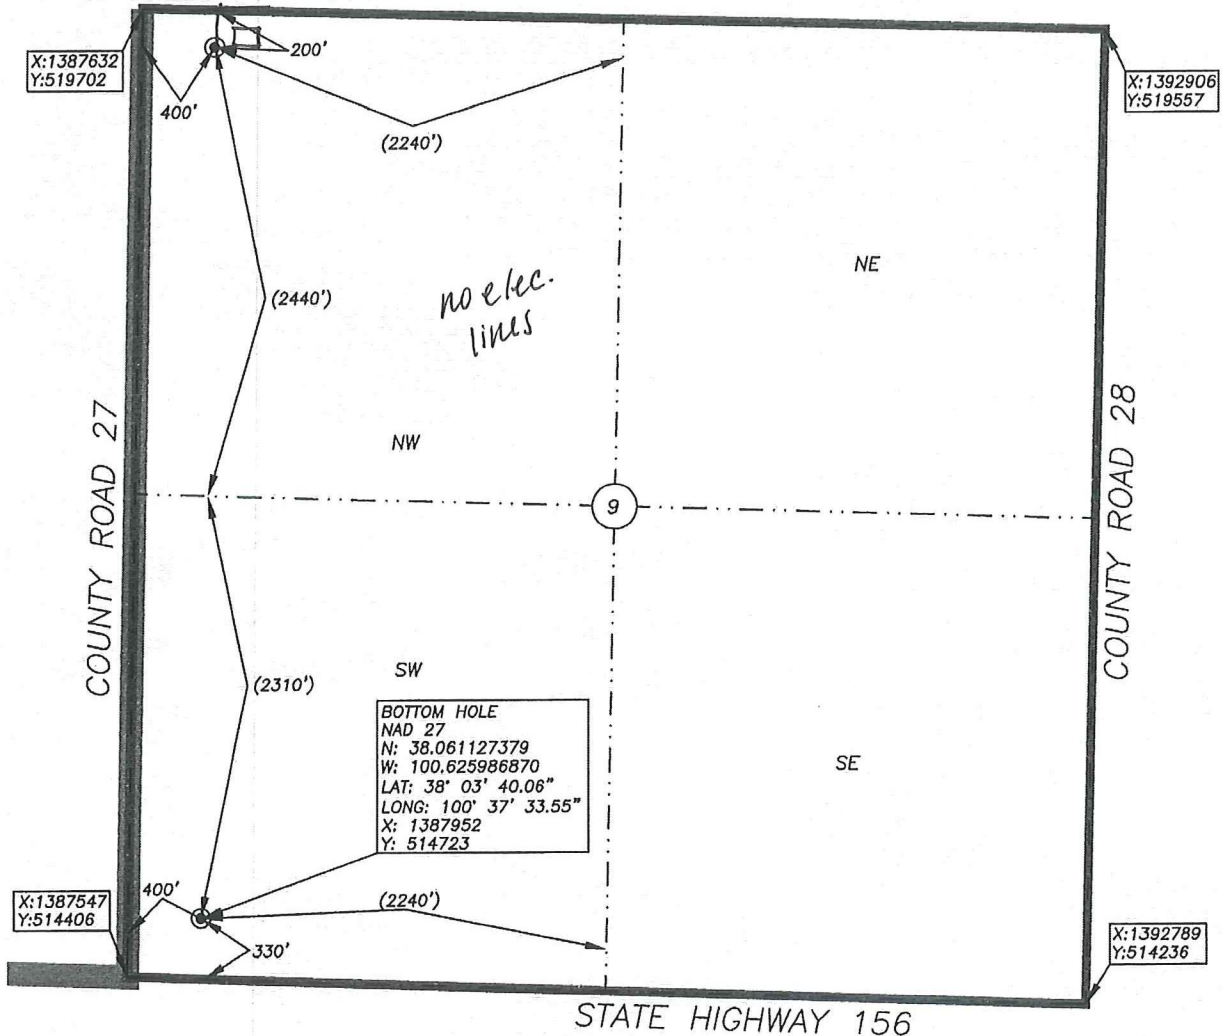 X:1387632
Y:519702
400'
200'
(2240')
X:1392906
Y:519557
(2440')
no elec.
lines
NE
NW
COUNTY ROAD 27
9
COUNTY ROAD 28
(2310')
SW
BOTTOM HOLE
NAD 27
N: 38.061127379
W: 100.625986870
LAT: 38° 03' 40.06"
LONG: 100° 37' 33.55"
X: 1387952
Y: 514723
SE
X:1387547
Y:514406
400'
(2240')
330'
X:1392789
Y:514236
STATE HIGHWAY 156